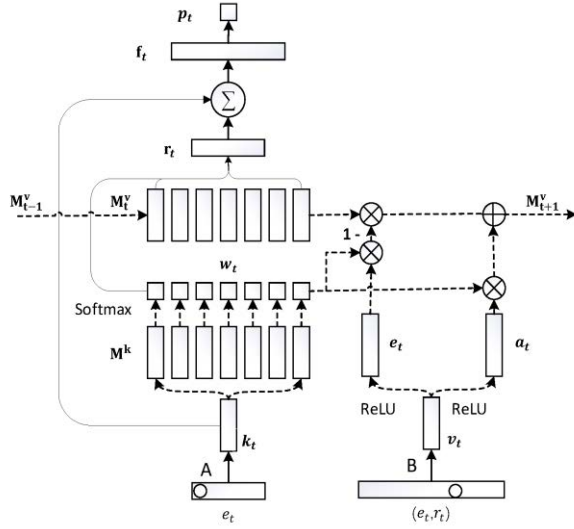 p_t
f_t
Σ
r_t
M^v_{t-1}
M^v_t
M^v_{t+1}
1 -
w_t
Softmax
M^k
e_t
a_t
ReLU
ReLU
k_t
v_t
A
B
e_t
(e_t,r_t)